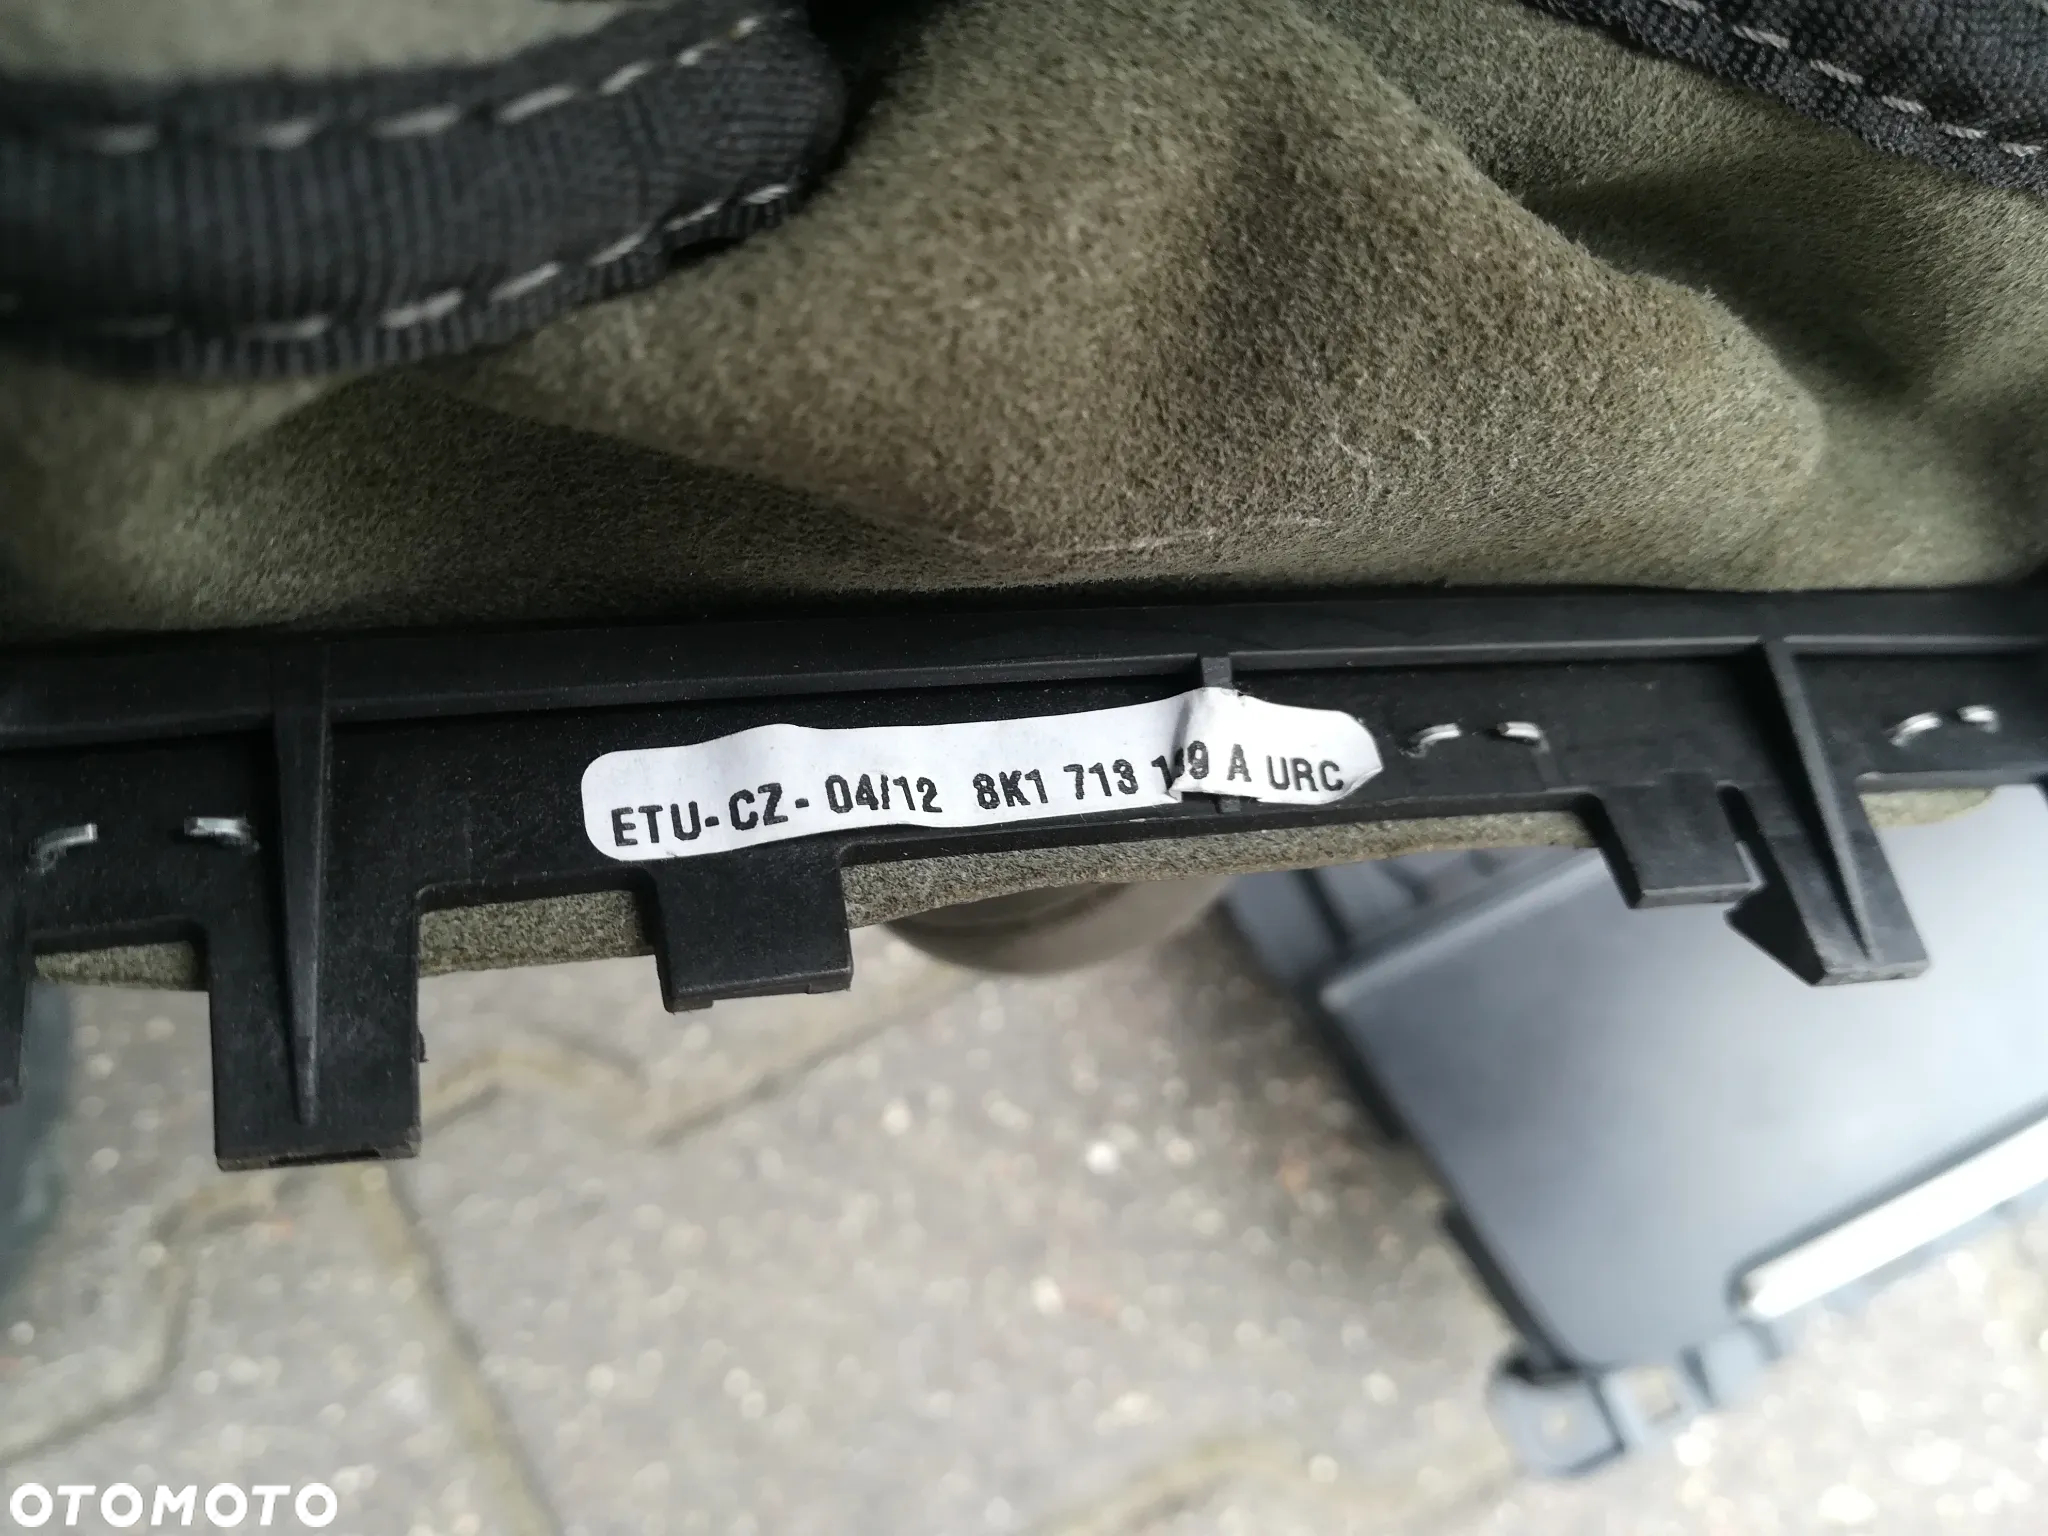 ETU-CZ- 04/12 8K1 713 A URC
OTOMOTO